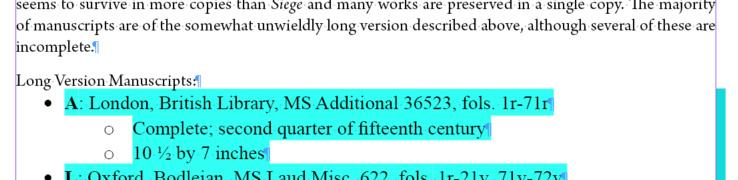 seems to survive in more copies than Siege and many works are preserved in a single copy. The majority
of manuscripts are of the somewhat unwieldly long version described above, although several of these are
incomplete.¶
Long Version Manuscripts:¶
• A: London, British Library, MS Additional 36523, fols. 1r-71r¶
o Complete; second quarter of fifteenth century¶
o 10 ½ by 7 inches¶
• L: Oxford, Bodleian, MS Laud Misc. 622, fols. 1r-21v, 71v-72v¶